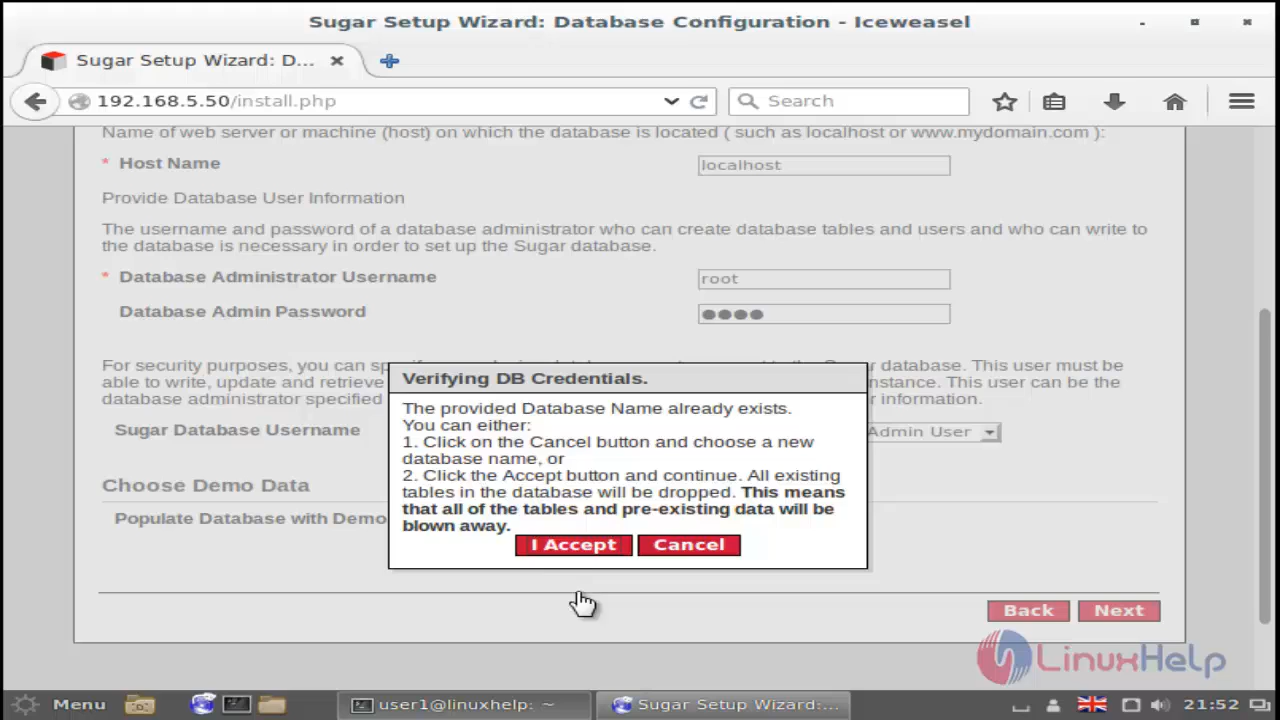 Sugar Setup Wizard: Database Configuration - Iceweasel
Sugar Setup Wizard: D...
192.168.5.50/install.php
Search
Name of web server or machine (host) on which the database is located ( such as localhost or www.mydomain.com ):
* Host Name
localhost
Provide Database User Information
The username and password of a database administrator who can create database tables and users and who can write to
the database is necessary in order to set up the Sugar database.
* Database Administrator Username
root
Database Admin Password
For security purposes, you can
database. This user must be
able to write, update and retrieve
instance. This user can be the
database administrator specified
information.
Sugar Database Username
Admin User
Choose Demo Data
Populate Database with Demo
Verifying DB Credentials.
The provided Database Name already exists.
You can either:
1. Click on the Cancel button and choose a new
database name, or
2. Click the Accept button and continue. All existing
tables in the database will be dropped. This means
that all of the tables and pre-existing data will be
blown away.
I Accept
Cancel
Back
Next
LinuxHelp
Menu
user1@linuxhelp: ~
Sugar Setup Wizard:...
21:52